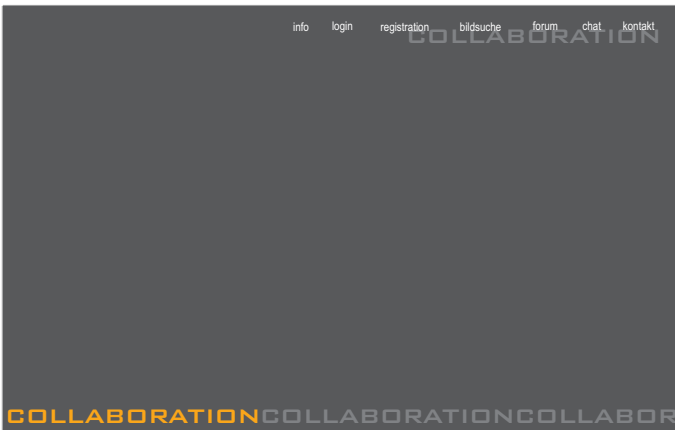 info login registration bildsuche forum chat kontakt
COLLABORATION
COLLABORATIONCOLLABORATIONCOLLABOR